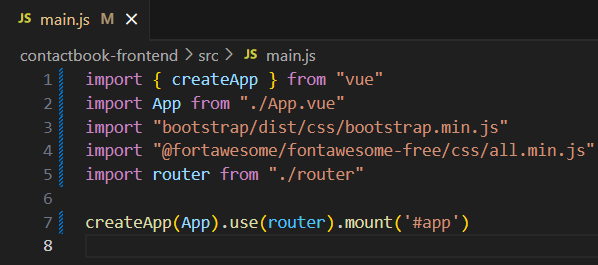 JS main.js M ×
contactbook-frontend > src > JS main.js
1 import { createApp } from "vue"
2 import App from "./App.vue"
3 import "bootstrap/dist/css/bootstrap.min.js"
4 import "@fortawesome/fontawesome-free/css/all.min.js"
5 import router from "./router"
6
7 createApp(App).use(router).mount('#app')
8